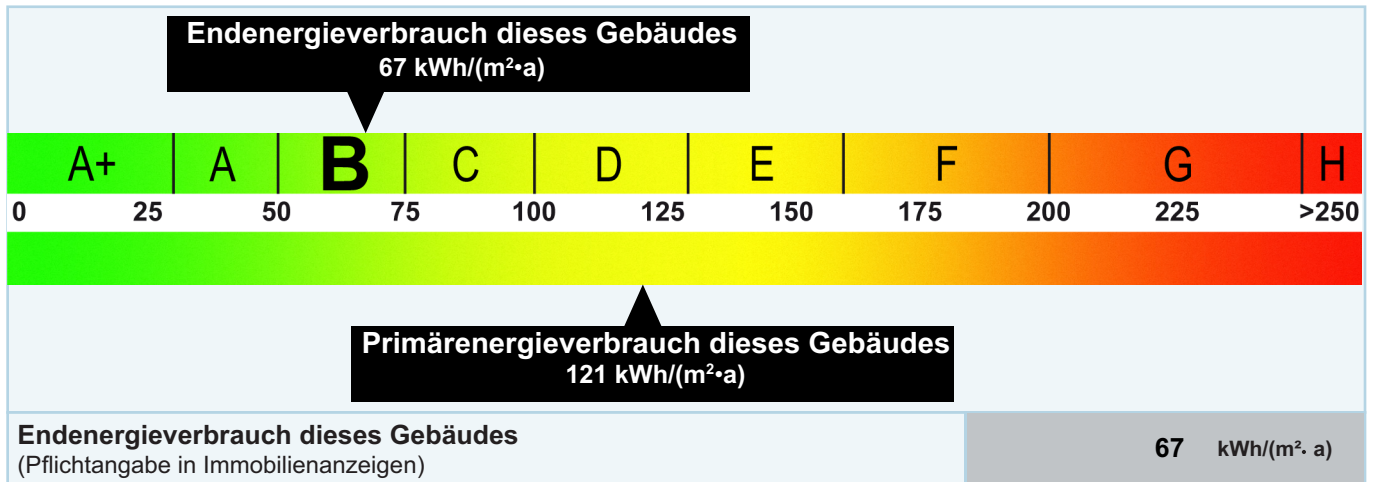 Endenergieverbrauch dieses Gebäudes
67 kWh/(m²•a)
A+ A B C D E F G H
0 25 50 75 100 125 150 175 200 225 >250
Primärenergieverbrauch dieses Gebäudes
121 kWh/(m²•a)
Endenergieverbrauch dieses Gebäudes 67 kWh/(m²· a)
(Pflichtangabe in Immobilienanzeigen)